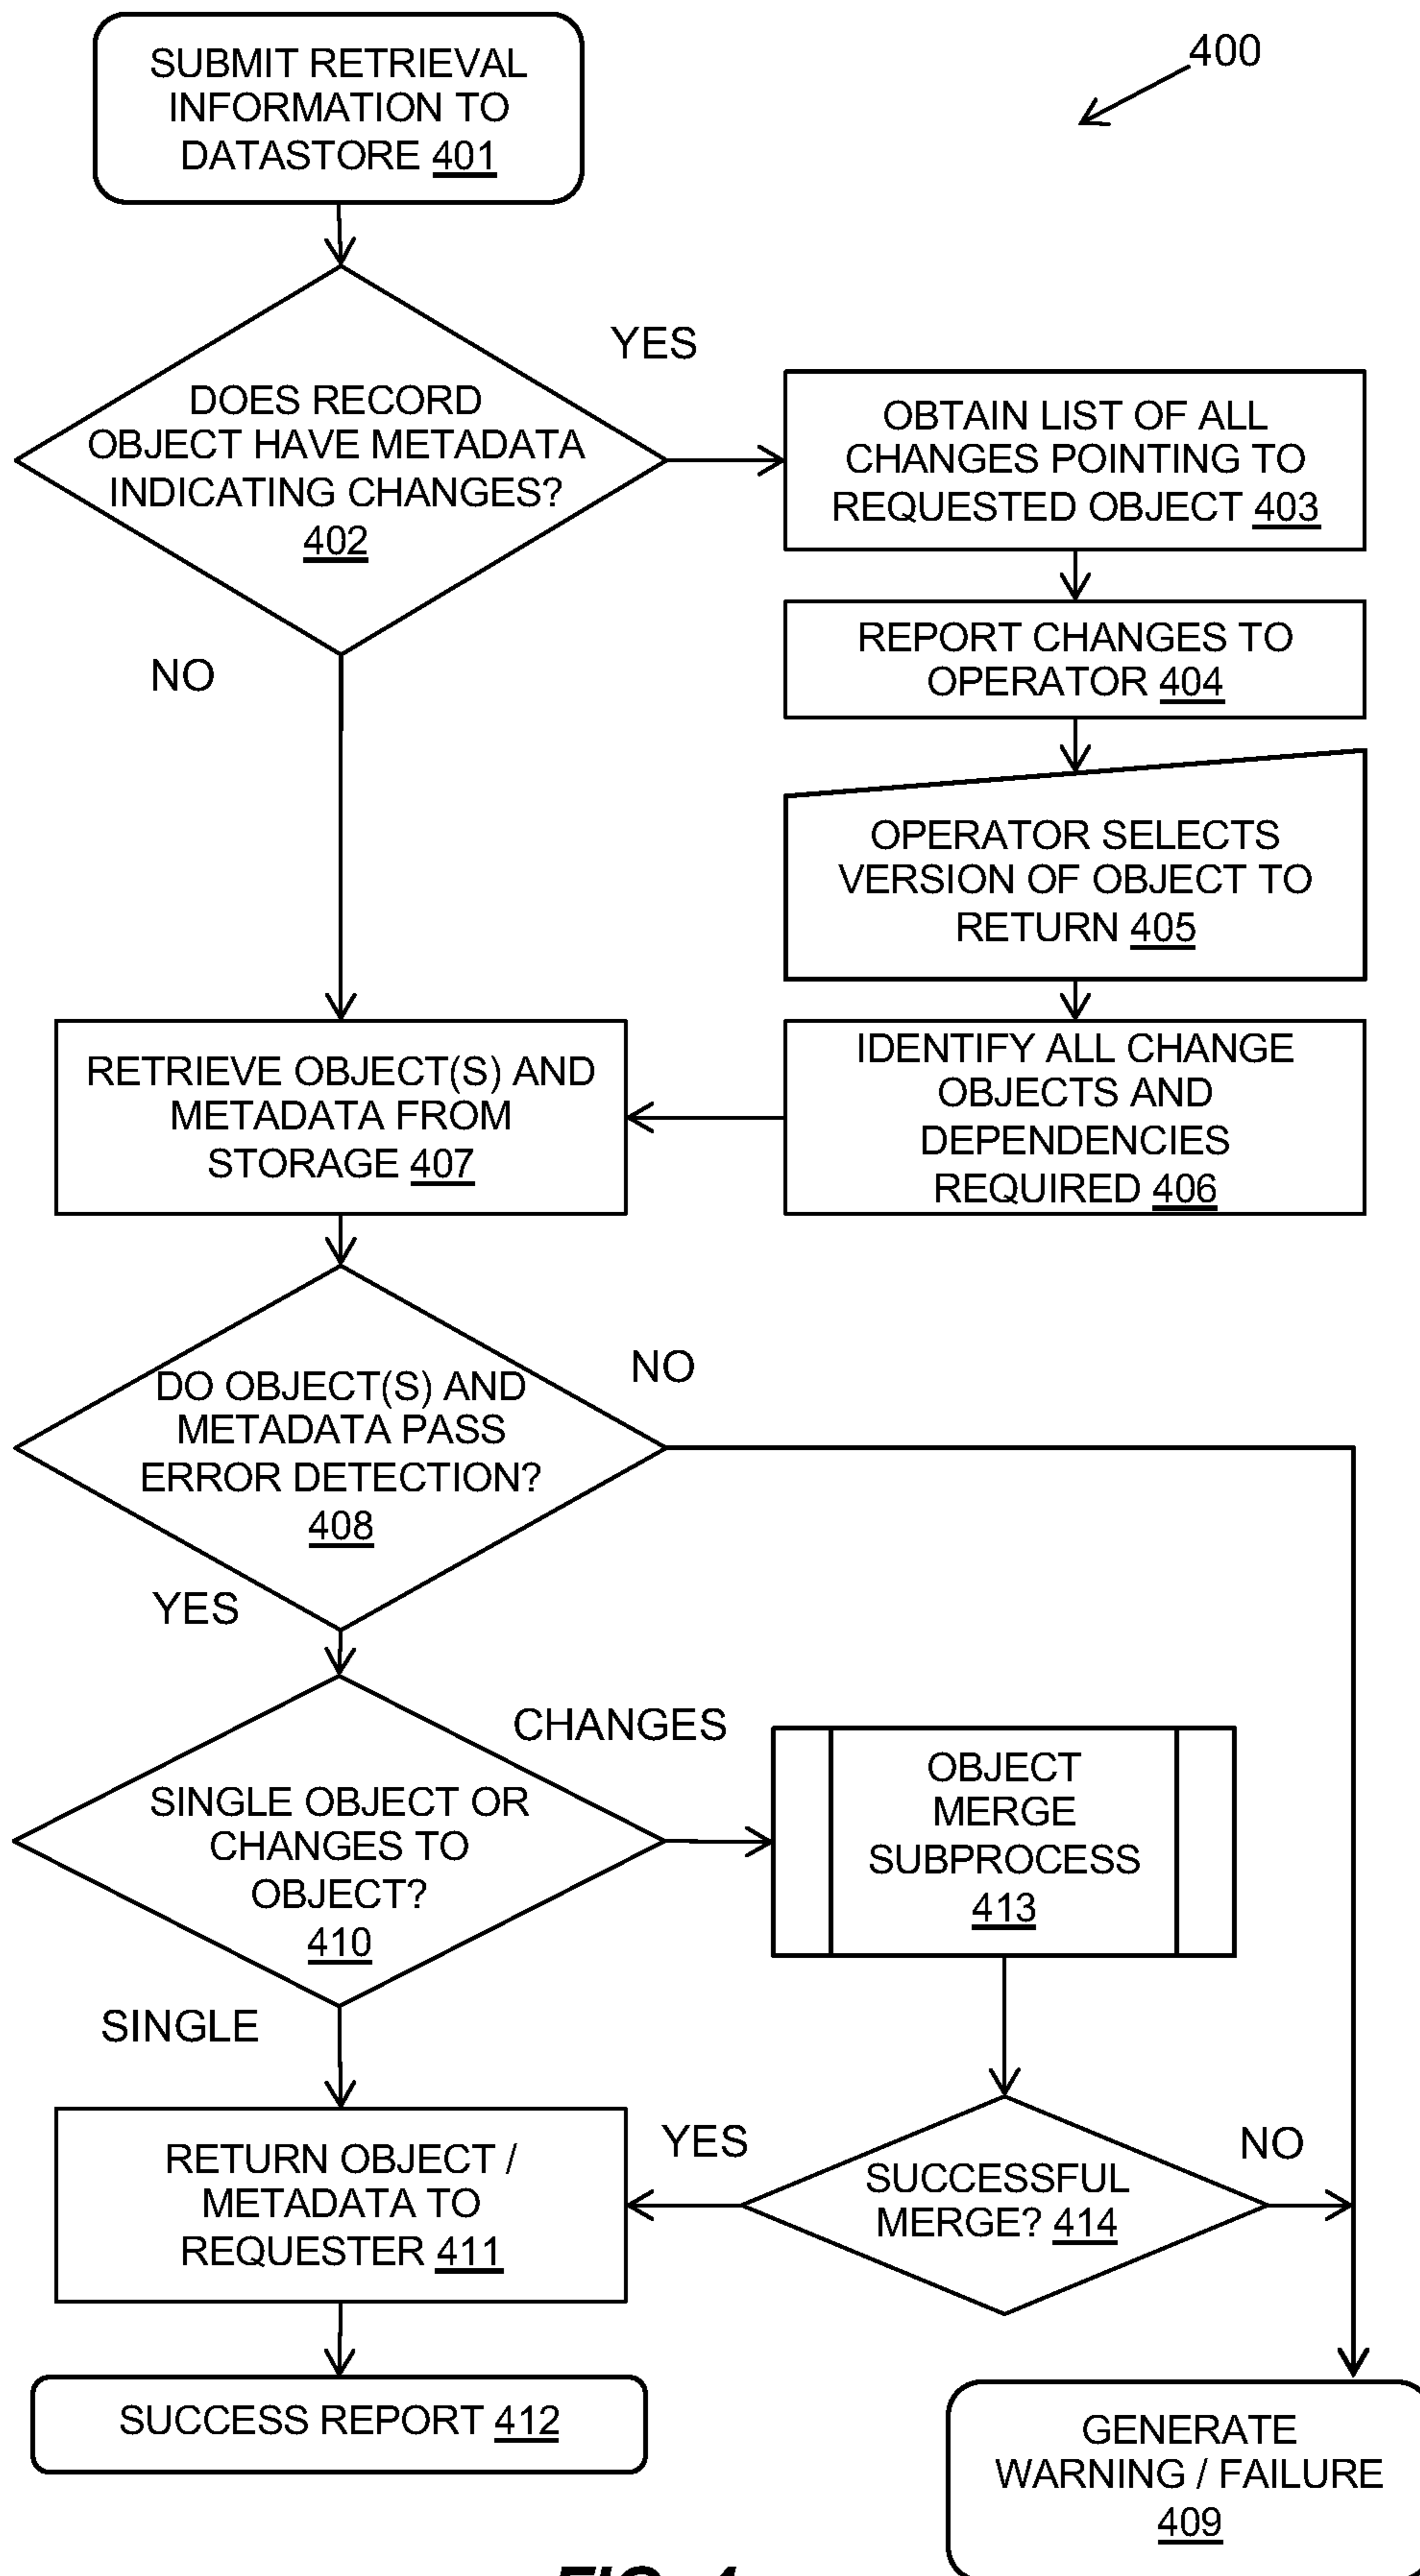 400
SUBMIT RETRIEVAL
INFORMATION TO
DATASTORE 401
DOES RECORD
OBJECT HAVE METADATA
INDICATING CHANGES?
402
YES
NO
OBTAIN LIST OF ALL
CHANGES POINTING TO
REQUESTED OBJECT 403
REPORT CHANGES TO
OPERATOR 404
OPERATOR SELECTS
VERSION OF OBJECT TO
RETURN 405
IDENTIFY ALL CHANGE
OBJECTS AND
DEPENDENCIES
REQUIRED 406
RETRIEVE OBJECT(S) AND
METADATA FROM
STORAGE 407
DO OBJECT(S) AND
METADATA PASS
ERROR DETECTION?
408
NO
YES
SINGLE OBJECT OR
CHANGES TO
OBJECT?
410
CHANGES
SINGLE
OBJECT
MERGE
SUBPROCESS
413
SUCCESSFUL
MERGE? 414
YES
NO
RETURN OBJECT /
METADATA TO
REQUESTER 411
SUCCESS REPORT 412
GENERATE
WARNING / FAILURE
409